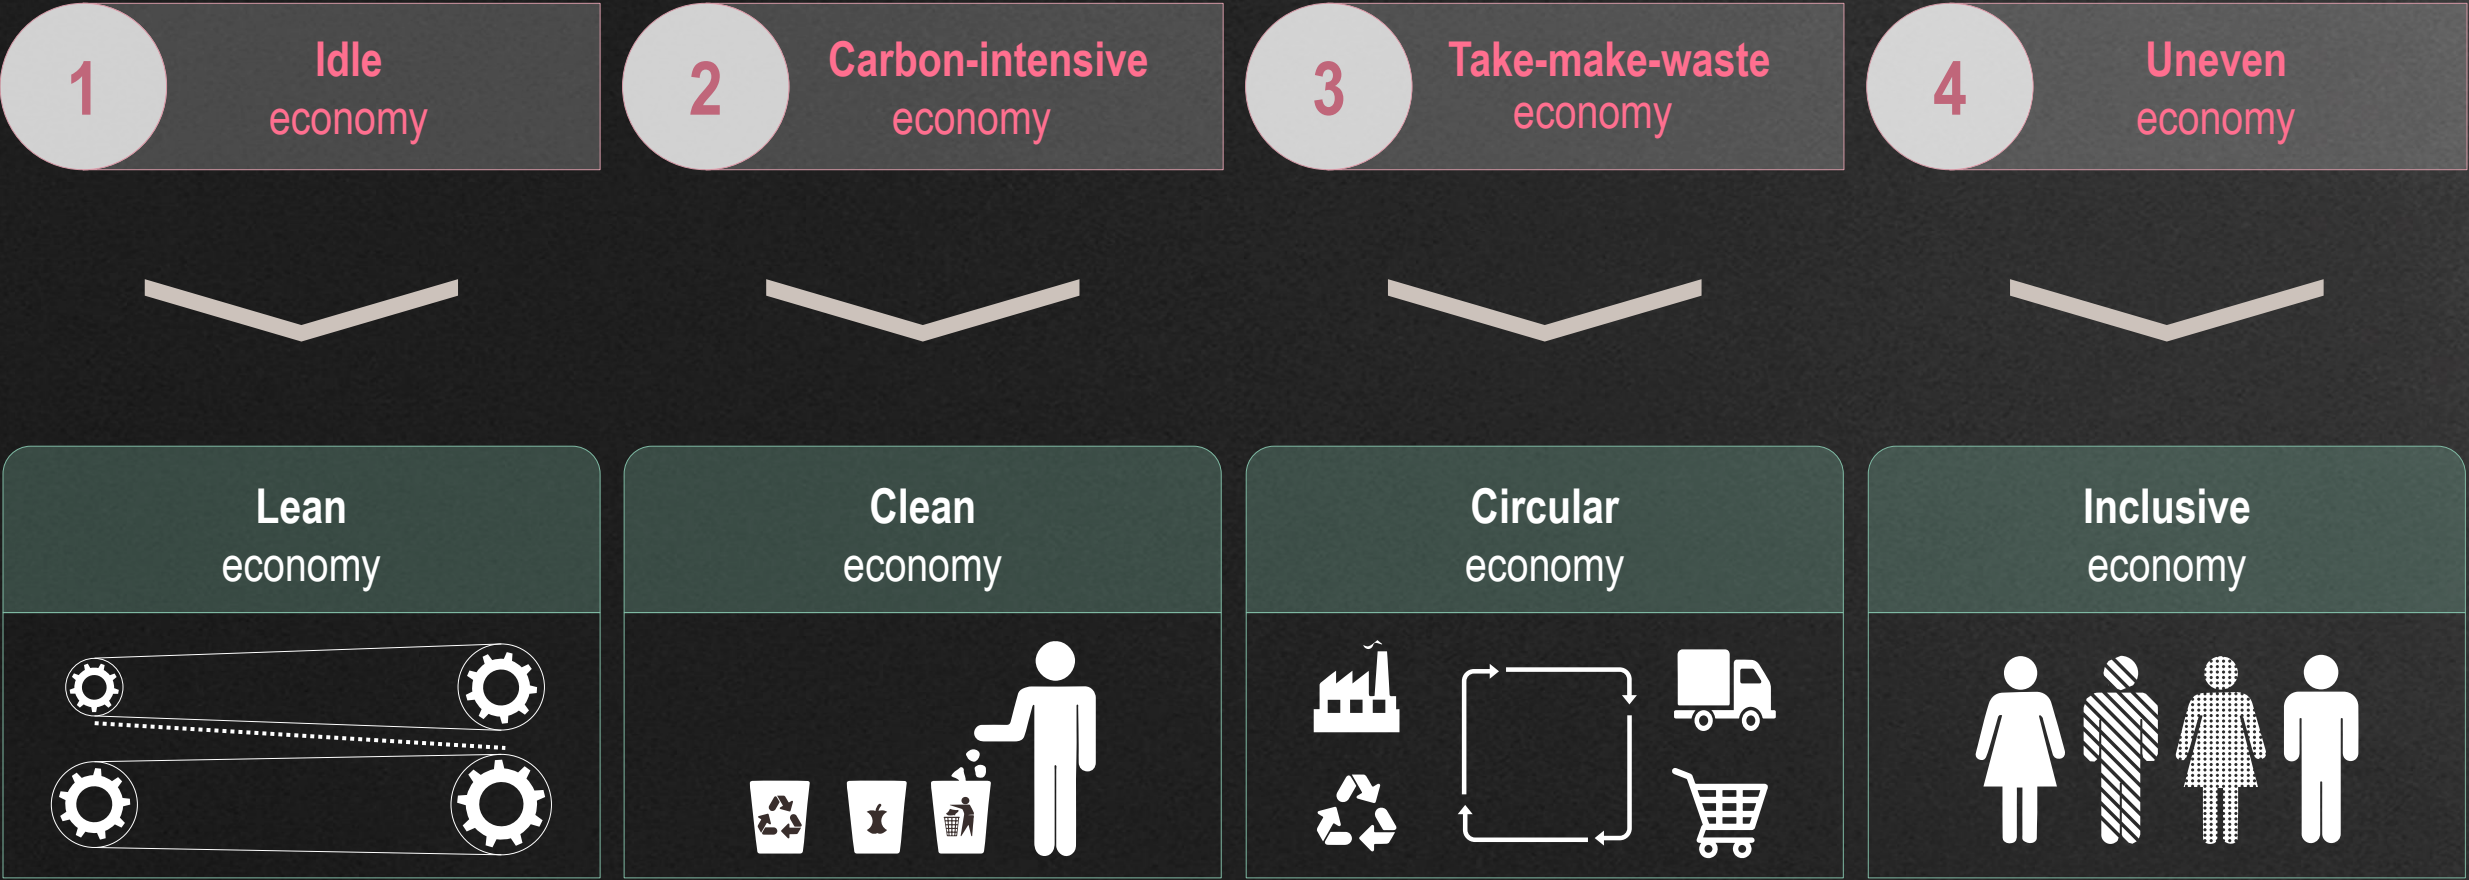 1
Idle
economy
2
Carbon-intensive
economy
3
Take-make-waste
economy
4
Uneven
economy
Lean
economy
Clean
economy
Circular
economy
Inclusive
economy